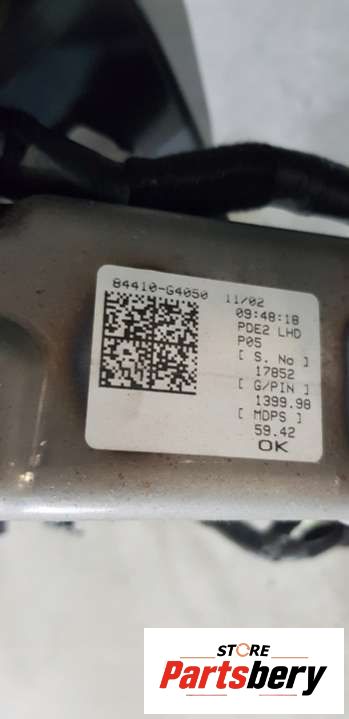 84410-G4050 11/02
09:48:18
PDE2 LHD
P05
[ S. No ]
17852
[ G/PIN ]
1399.98
[ MDPS ]
59.42
OK
STORE
Partsbery